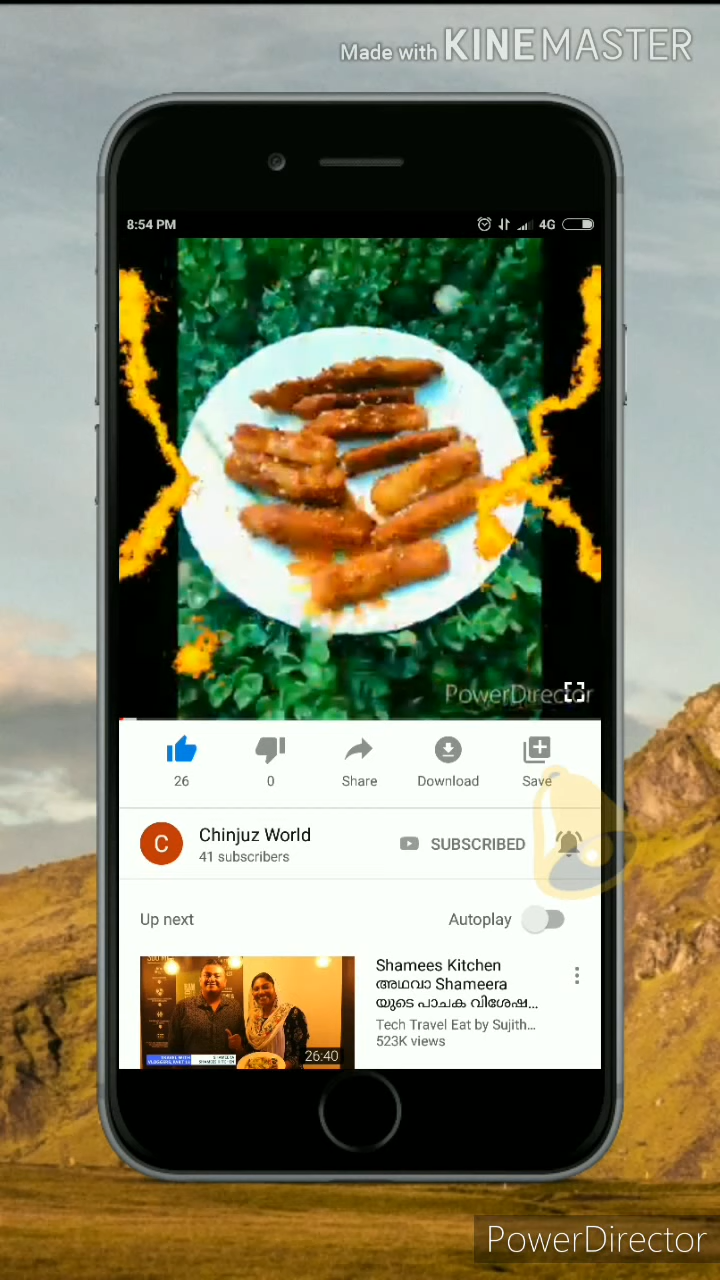 Made with KINEMASTER
8:54 PM
4G
PowerDirector
26
0
Share
Download
Save
C
Chinjuz World
41 subscribers
SUBSCRIBED
Up next
Autoplay
Shamees Kitchen
അഥവാ Shameera
യുടെ പാചക വിശേഷ...
Tech Travel Eat by Sujith...
523K views
26:40
PowerDirector